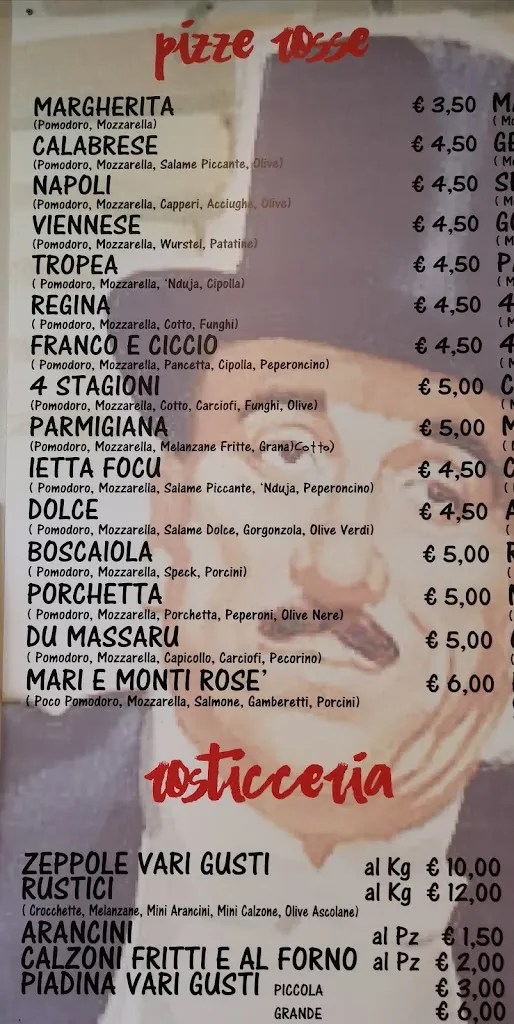 pizze rosse
MARGHERITA € 3,50
(Pomodoro, Mozzarella)
CALABRESE € 4,50
(Pomodoro, Mozzarella, Salame Piccante, Olive)
NAPOLI € 4,50
(Pomodoro, Mozzarella, Capperi, Acciughe, Olive)
VIENNESE € 4,50
(Pomodoro, Mozzarella, Wurstel, Patatine)
TROPEA € 4,50
( Pomodoro, Mozzarella, 'Nduja, Cipolla)
REGINA € 4,50
( Pomodoro, Mozzarella, Cotto, Funghi)
FRANCO E CICCIO € 4,50
( Pomodoro, Mozzarella, Pancetta, Cipolla, Peperoncino)
4 STAGIONI € 5,00
(Pomodoro, Mozzarella, Cotto, Carciofi, Funghi, Olive)
PARMIGIANA € 5,00
(Pomodoro, Mozzarella, Melanzane Fritte, Grana)Cotto)
IETTA FOCU € 4,50
( Pomodoro, Mozzarella, Salame Piccante, 'Nduja, Peperoncino)
DOLCE € 4,50
( Pomodoro, Mozzarella, Salame Dolce, Gorgonzola, Olive Verdi)
BOSCAIOLA € 5,00
( Pomodoro, Mozzarella, Speck, Porcini)
PORCHETTA € 5,00
( Pomodoro, Mozzarella, Porchetta, Peperoni, Olive Nere)
DU MASSARU € 5,00
( Pomodoro, Mozzarella, Capicollo, Carciofi, Pecorino)
MARI E MONTI ROSE' € 6,00
( Poco Pomodoro, Mozzarella, Salmone, Gamberetti, Porcini)
rosticceria
ZEPPOLE VARI GUSTI al Kg € 10,00
RUSTICI al Kg € 12,00
( Crocchette, Melanzane, Mini Arancini, Mini Calzone, Olive Ascolane)
ARANCINI al Pz € 1,50
CALZONI FRITTI E AL FORNO al Pz € 2,00
PIADINA VARI GUSTI PICCOLA € 3,00
GRANDE € 6,00